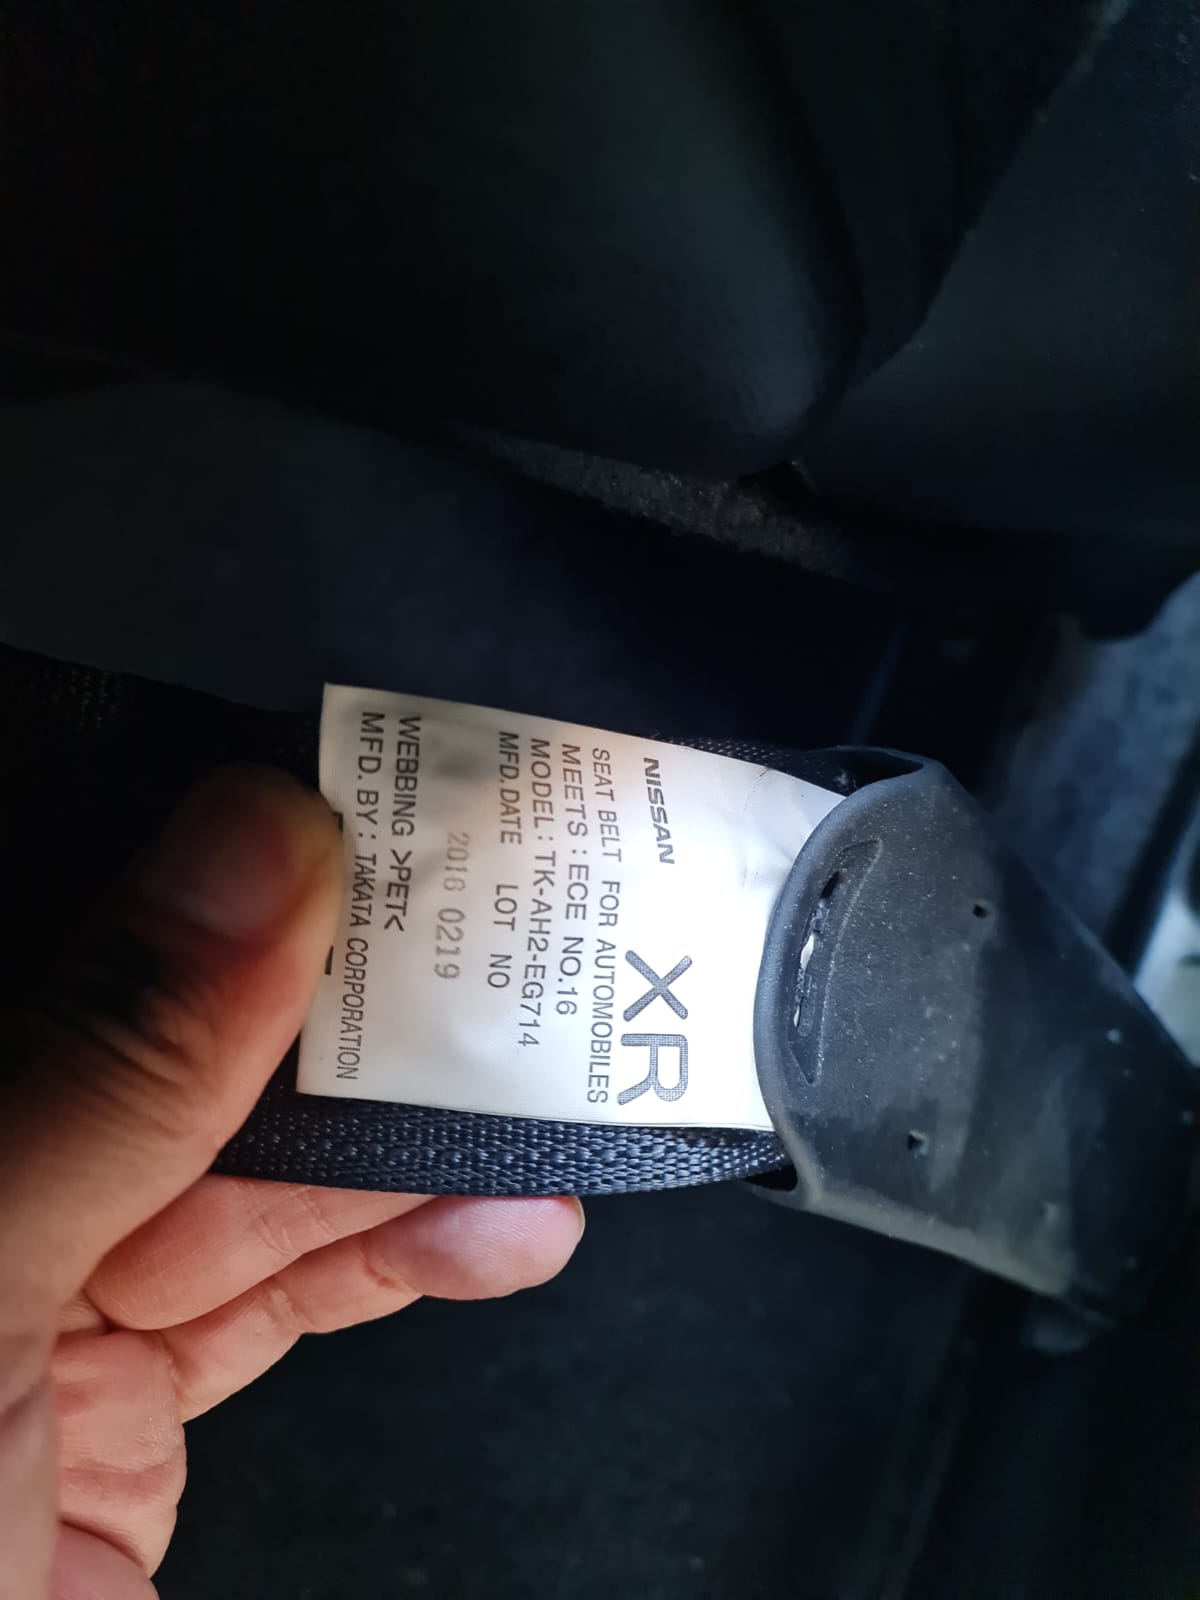 NISSAN
XR
SEAT BELT FOR AUTOMOBILES
MEETS : ECE NO.16
MODEL : TK-AH2-EG714
MFD.DATE LOT NO
2016 0219
WEBBING >PET<
MFD. BY : TAKATA CORPORATION